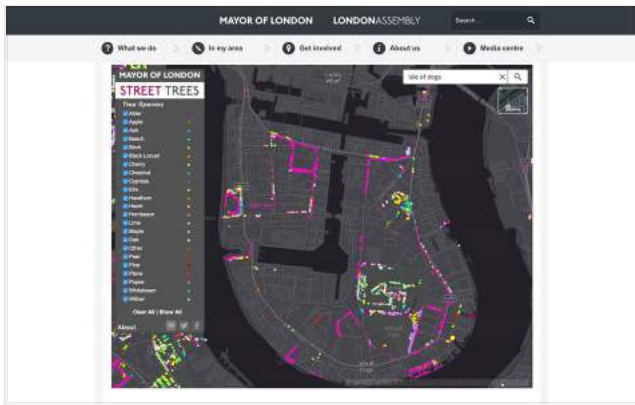 MAYOR OF LONDON LONDONASSEMBLY Search...
What we do In my area Get involved About us Media centre
MAYOR OF LONDON
STREET TREES
isle of dogs
Tree Species
Alder
Apple
Ash
Beech
Birch
Black Locust
Cherry
Chestnut
Cypress
Elm
Hawthorn
Hazel
Hornbeam
Lime
Maple
Oak
Other
Pear
Pine
Plane
Poplar
Whitebeam
Willow
Clear All | Show All
About